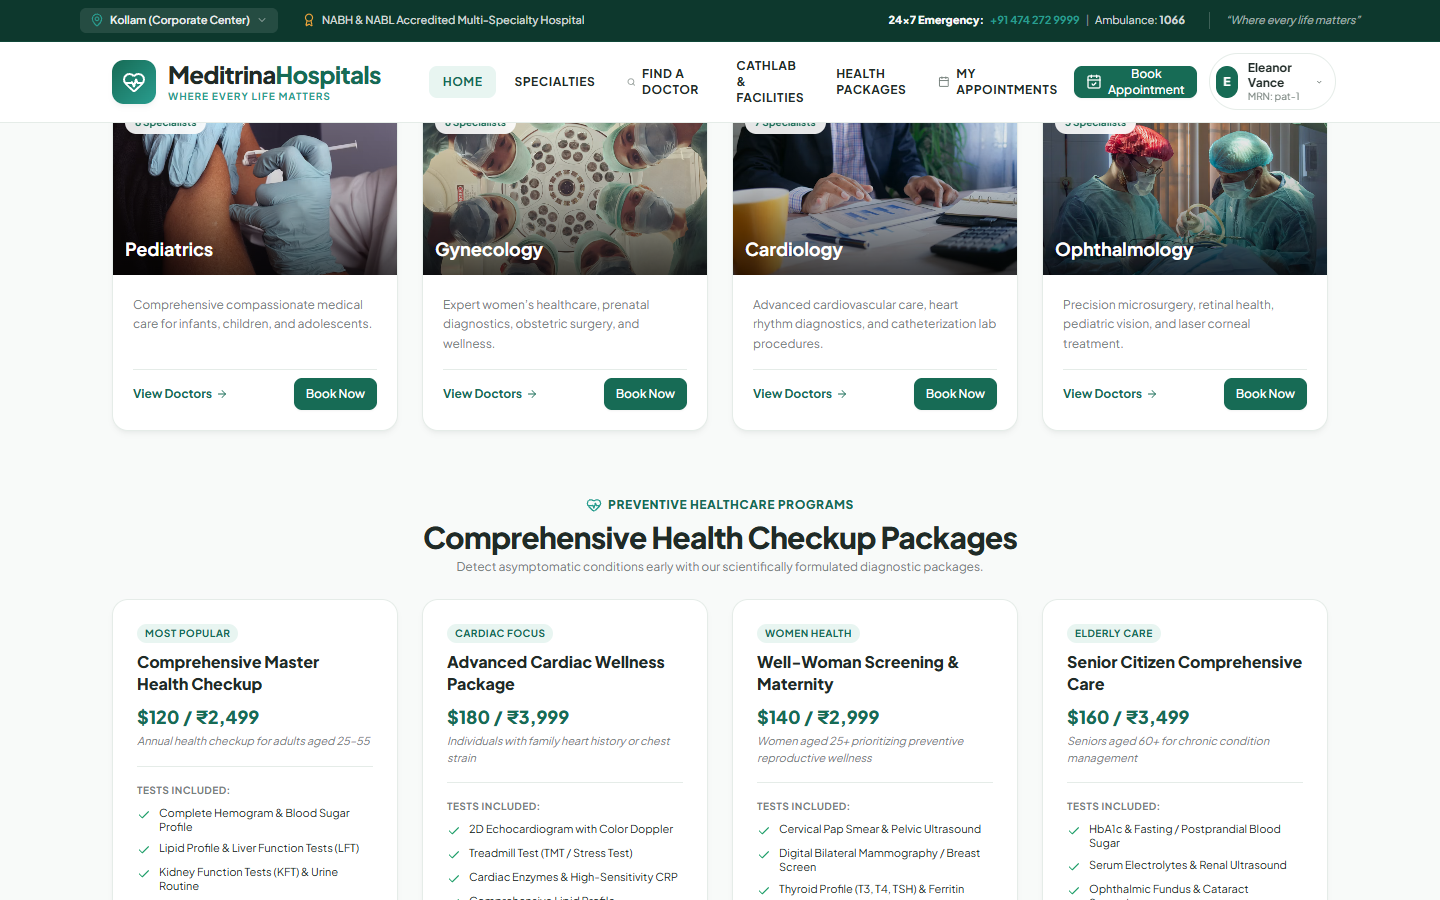 Kollam (Corporate Center)
NABH & NABL Accredited Multi-Specialty Hospital
24x7 Emergency: +91 474 272 9999 | Ambulance: 1066
"Where every life matters"
MeditrinaHospitals
WHERE EVERY LIFE MATTERS
HOME
SPECIALTIES
FIND A
DOCTOR
CATHLAB
&
FACILITIES
HEALTH
PACKAGES
MY
APPOINTMENTS
Book
Appointment
E
Eleanor
Vance
MRN: pat-1
Specialists
Specialists
Specialists
Specialists
Pediatrics
Gynecology
Cardiology
Ophthalmology
Comprehensive compassionate medical
care for infants, children, and adolescents.
Expert women's healthcare, prenatal
diagnostics, obstetric surgery, and
wellness.
Advanced cardiovascular care, heart
rhythm diagnostics, and catheterization lab
procedures.
Precision microsurgery, retinal health,
pediatric vision, and laser corneal
treatment.
View Doctors →
Book Now
View Doctors →
Book Now
View Doctors →
Book Now
View Doctors →
Book Now
PREVENTIVE HEALTHCARE PROGRAMS
Comprehensive Health Checkup Packages
Detect asymptomatic conditions early with our scientifically formulated diagnostic packages.
MOST POPULAR
Comprehensive Master
Health Checkup
$120 / ₹2,499
Annual health checkup for adults aged 25–55
TESTS INCLUDED:
Complete Hemogram & Blood Sugar
Profile
Lipid Profile & Liver Function Tests (LFT)
Kidney Function Tests (KFT) & Urine
Routine
CARDIAC FOCUS
Advanced Cardiac Wellness
Package
$180 / ₹3,999
Individuals with family heart history or chest
strain
TESTS INCLUDED:
2D Echocardiogram with Color Doppler
Treadmill Test (TMT / Stress Test)
Cardiac Enzymes & High-Sensitivity CRP
Comprehensive Lipid Profile
WOMEN HEALTH
Well-Woman Screening &
Maternity
$140 / ₹2,999
Women aged 25+ prioritizing preventive
reproductive wellness
TESTS INCLUDED:
Cervical Pap Smear & Pelvic Ultrasound
Digital Bilateral Mammography / Breast
Screen
Thyroid Profile (T3, T4, TSH) & Ferritin
ELDERLY CARE
Senior Citizen Comprehensive
Care
$160 / ₹3,499
Seniors aged 60+ for chronic condition
management
TESTS INCLUDED:
HbA1c & Fasting / Postprandial Blood
Sugar
Serum Electrolytes & Renal Ultrasound
Ophthalmic Fundus & Cataract